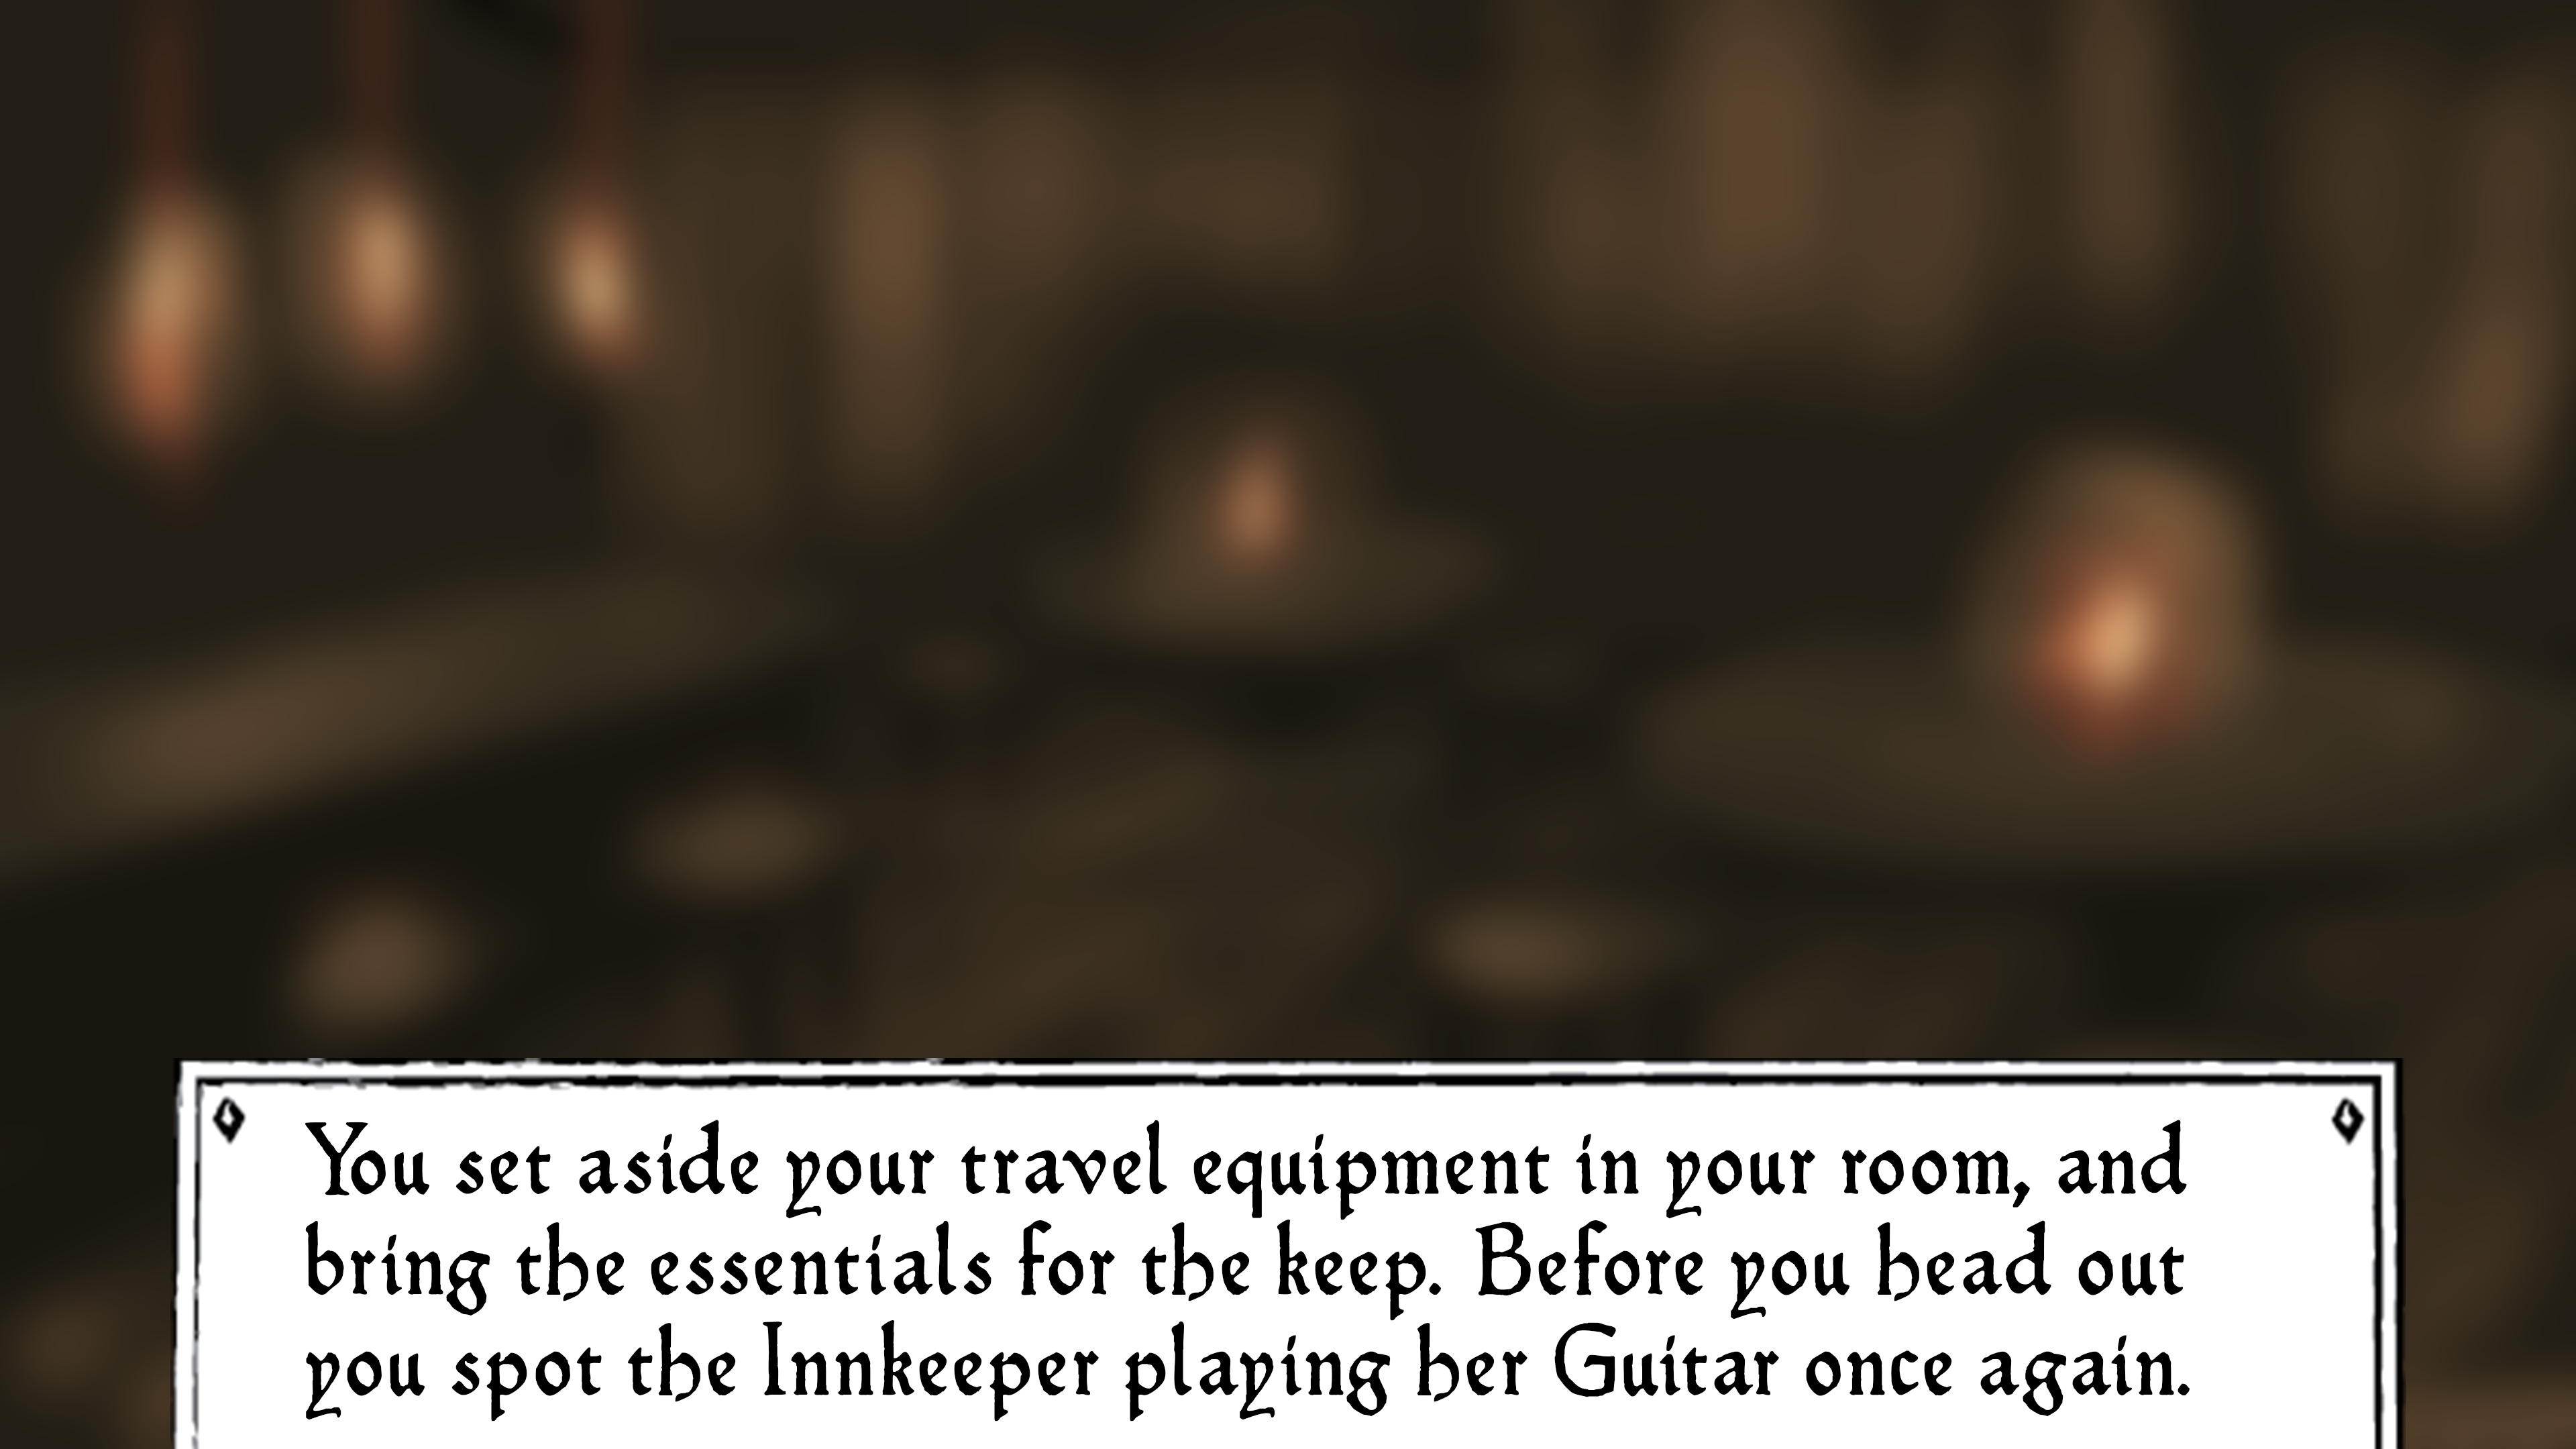 You set aside your travel equipment in your room, and
bring the essentials for the keep. Before you head out
you spot the Innkeeper playing her Guitar once again.